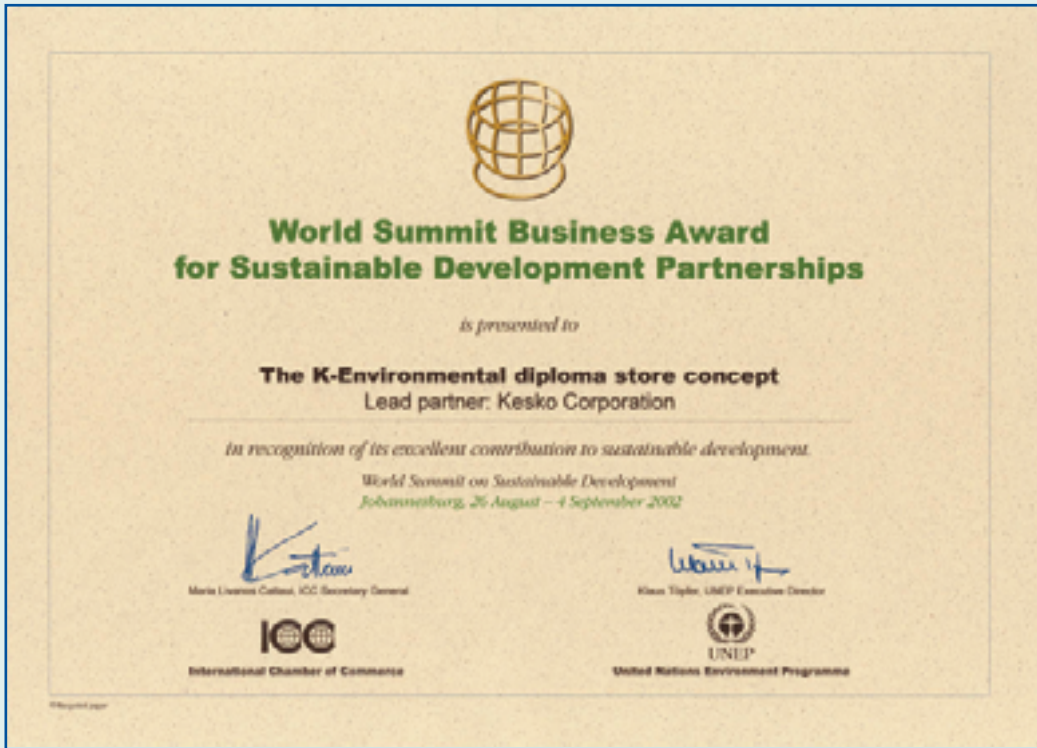 World Summit Business Award
for Sustainable Development Partnerships
is presented to
The K-Environmental diploma store concept
Lead partner: Kesko Corporation
in recognition of its excellent contribution to sustainable development.
World Summit on Sustainable Development
Johannesburg, 26 August – 4 September 2002
Maria Livanos Cattaui, ICC Secretary General
Klaus Töpfer, UNEP Executive Director
ICC
UNEP
International Chamber of Commerce
United Nations Environment Programme